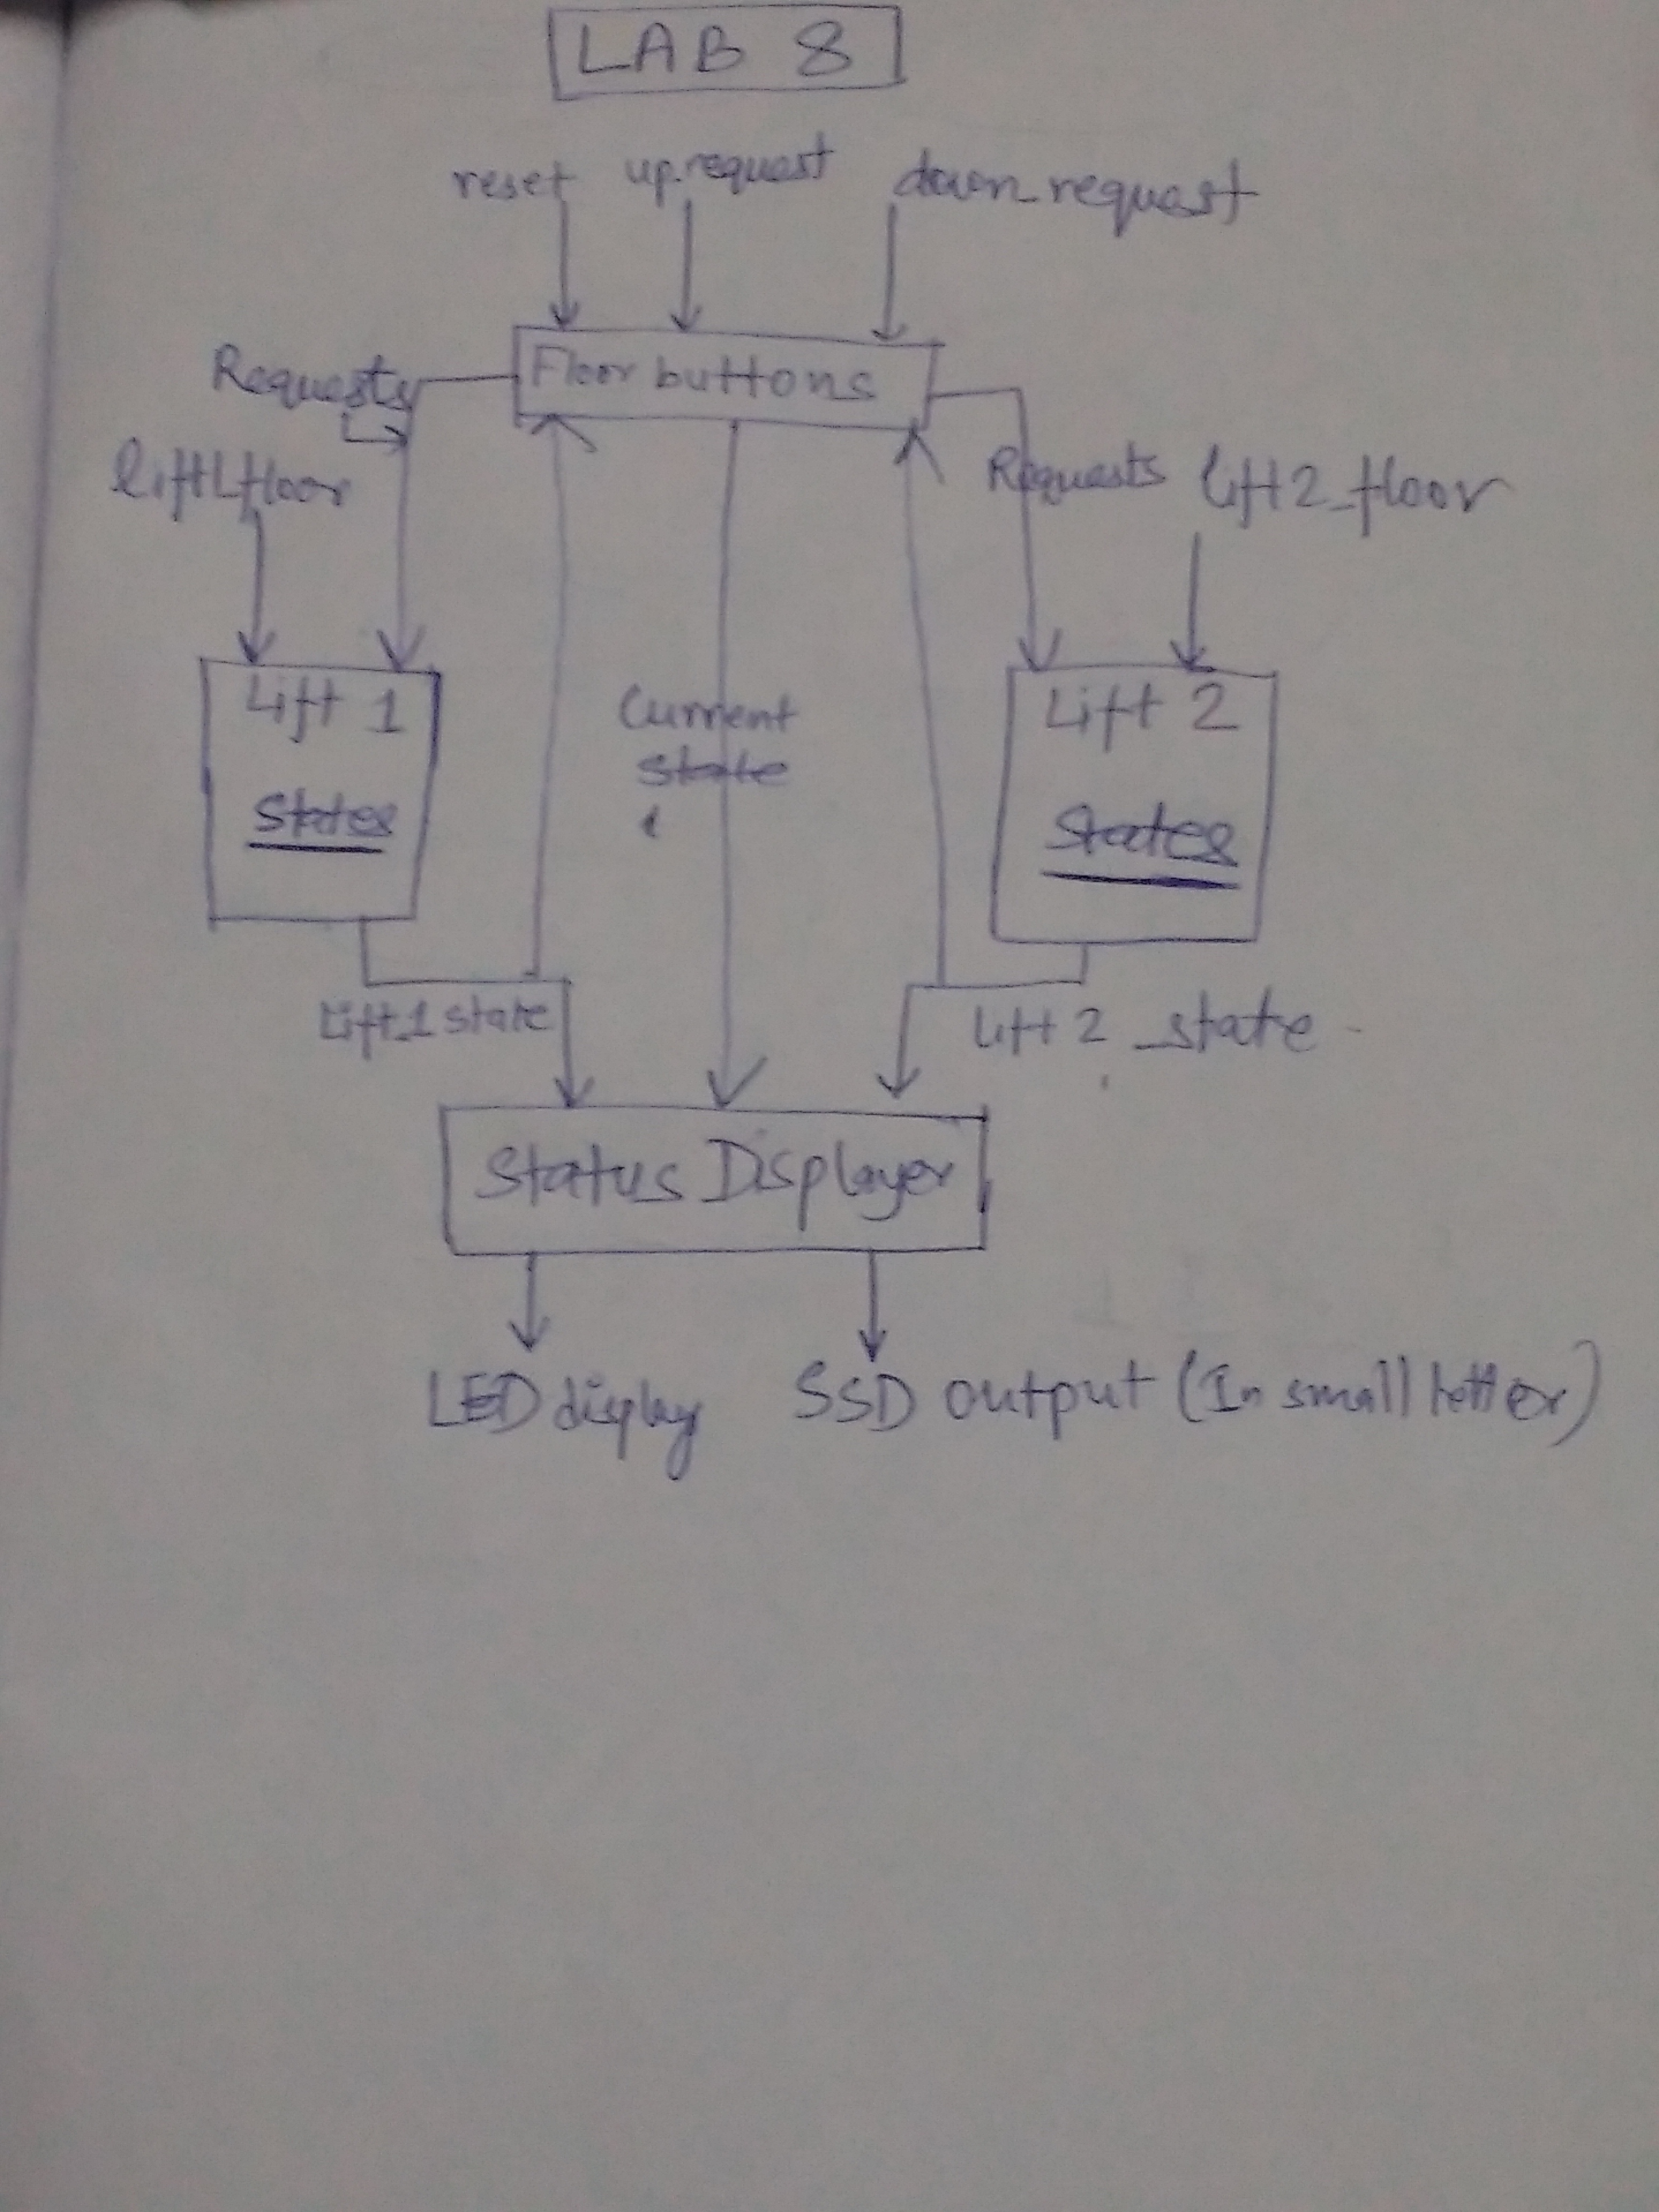 LAB 8
reset up_request down_request
Floor buttons
Requests
lift1_floor
Requests lift2_floor
Lift 1
States
Current
state
Lift 2
States
Lift_1 state
Lift 2 _state
Status Displayer
LED display
SSD output (In small letter)